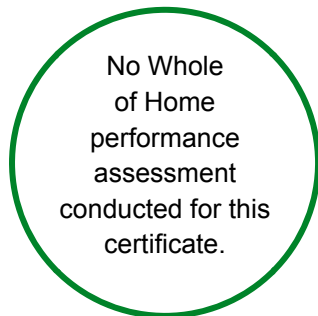 No Whole
of Home
performance
assessment
conducted for this
certificate.